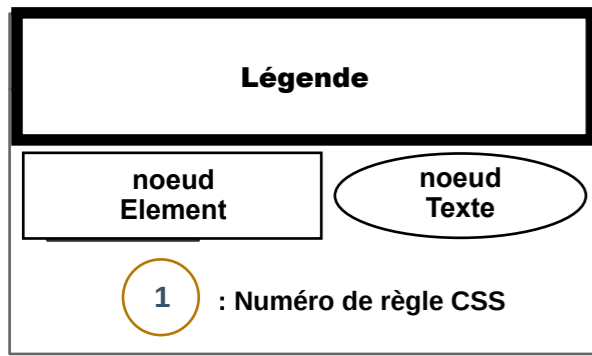 Légende
noeud
Element
noeud
Texte
1 : Numéro de règle CSS